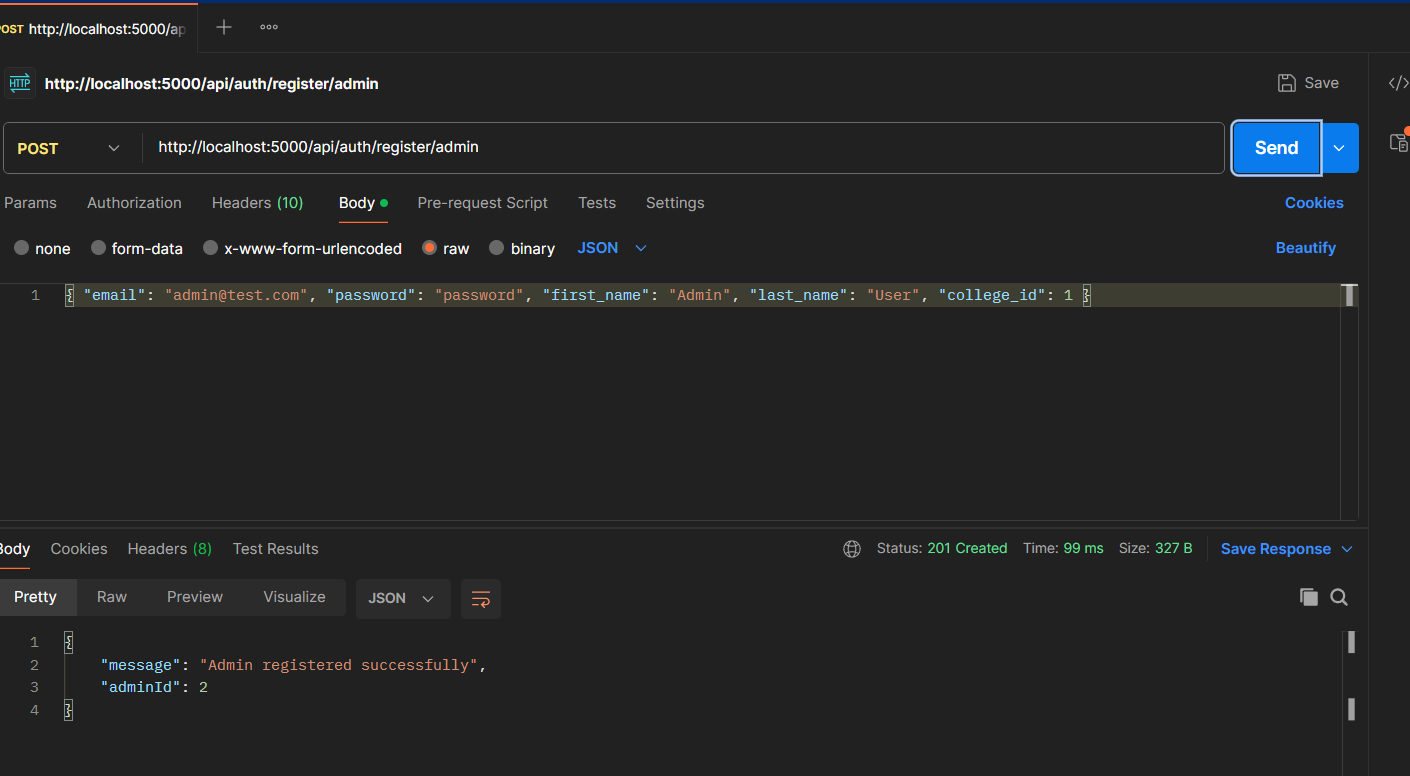 POST http://localhost:5000/ap
HTTP http://localhost:5000/api/auth/register/admin Save
POST http://localhost:5000/api/auth/register/admin Send
Params Authorization Headers (10) Body Pre-request Script Tests Settings Cookies
none form-data x-www-form-urlencoded raw binary JSON Beautify
1 { "email": "admin@test.com", "password": "password", "first_name": "Admin", "last_name": "User", "college_id": 1 }
Body Cookies Headers (8) Test Results Status: 201 Created Time: 99 ms Size: 327 B Save Response
Pretty Raw Preview Visualize JSON
1 {
2 "message": "Admin registered successfully",
3 "adminId": 2
4 }